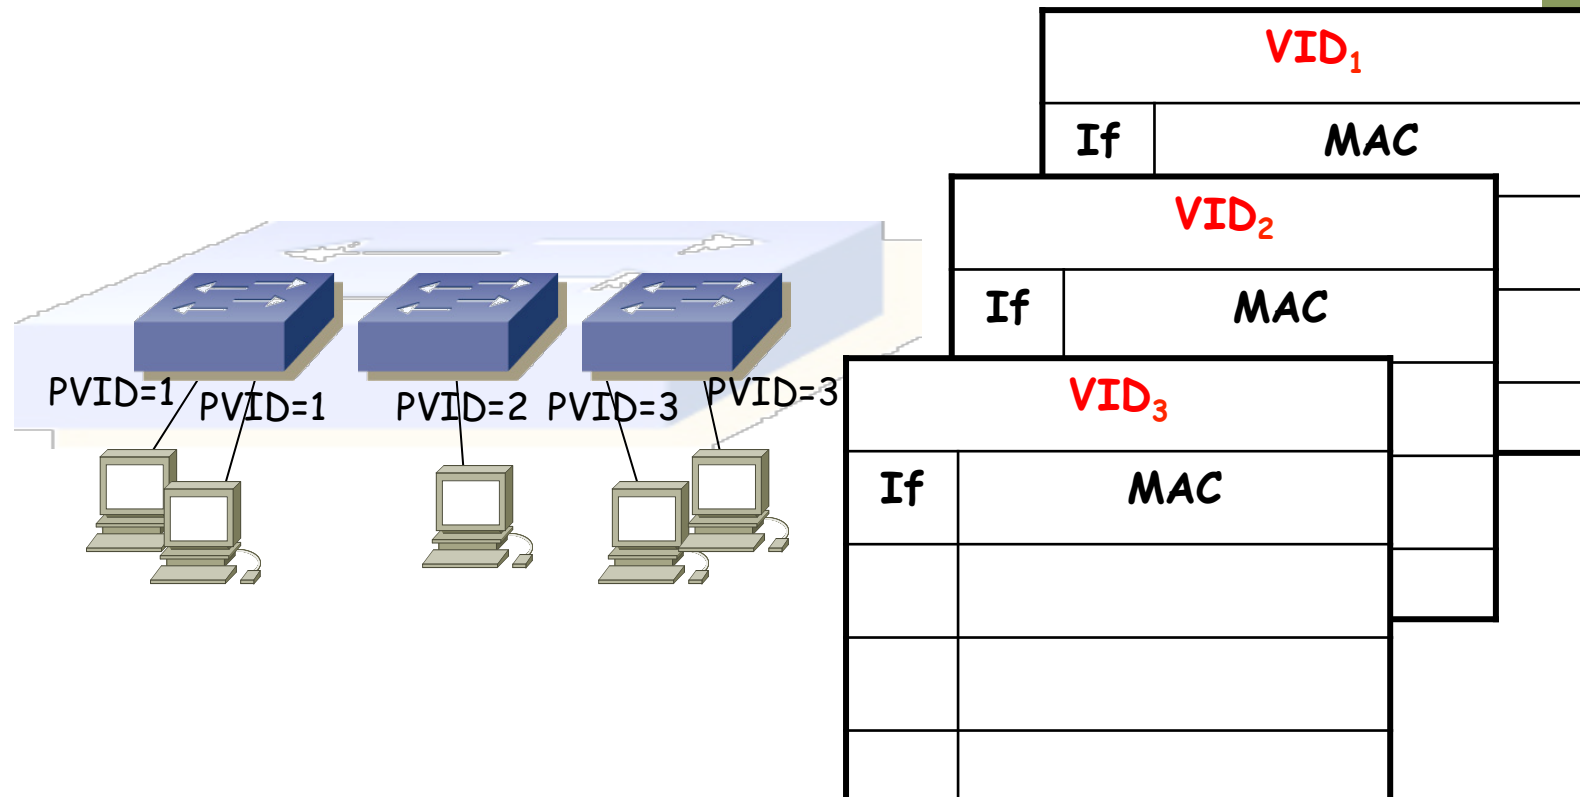 VID₁
If MAC
VID₂
If MAC
PVID=1 PVID=1 PVID=2 PVID=3 PVID=3
VID₃
If MAC